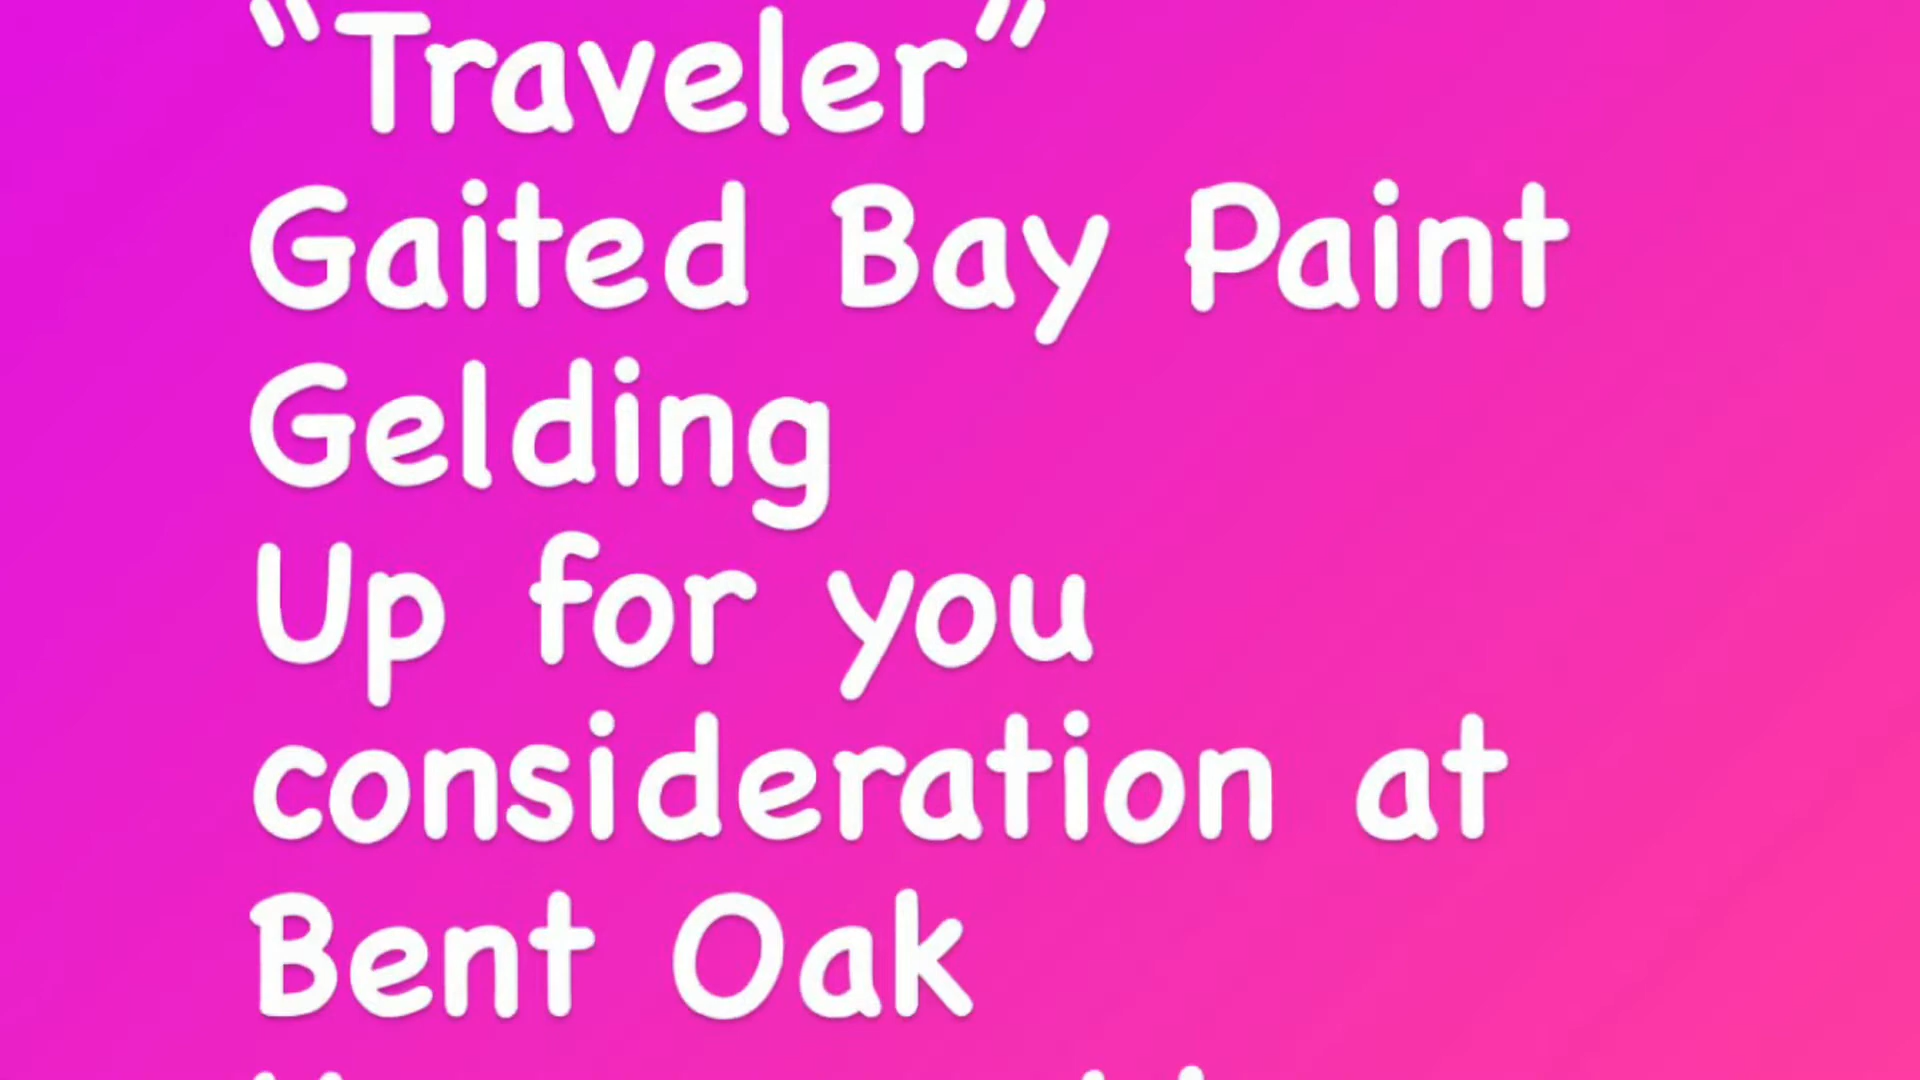 “Traveler”
Gaited Bay Paint
Gelding
Up for you
consideration at
Bent Oak